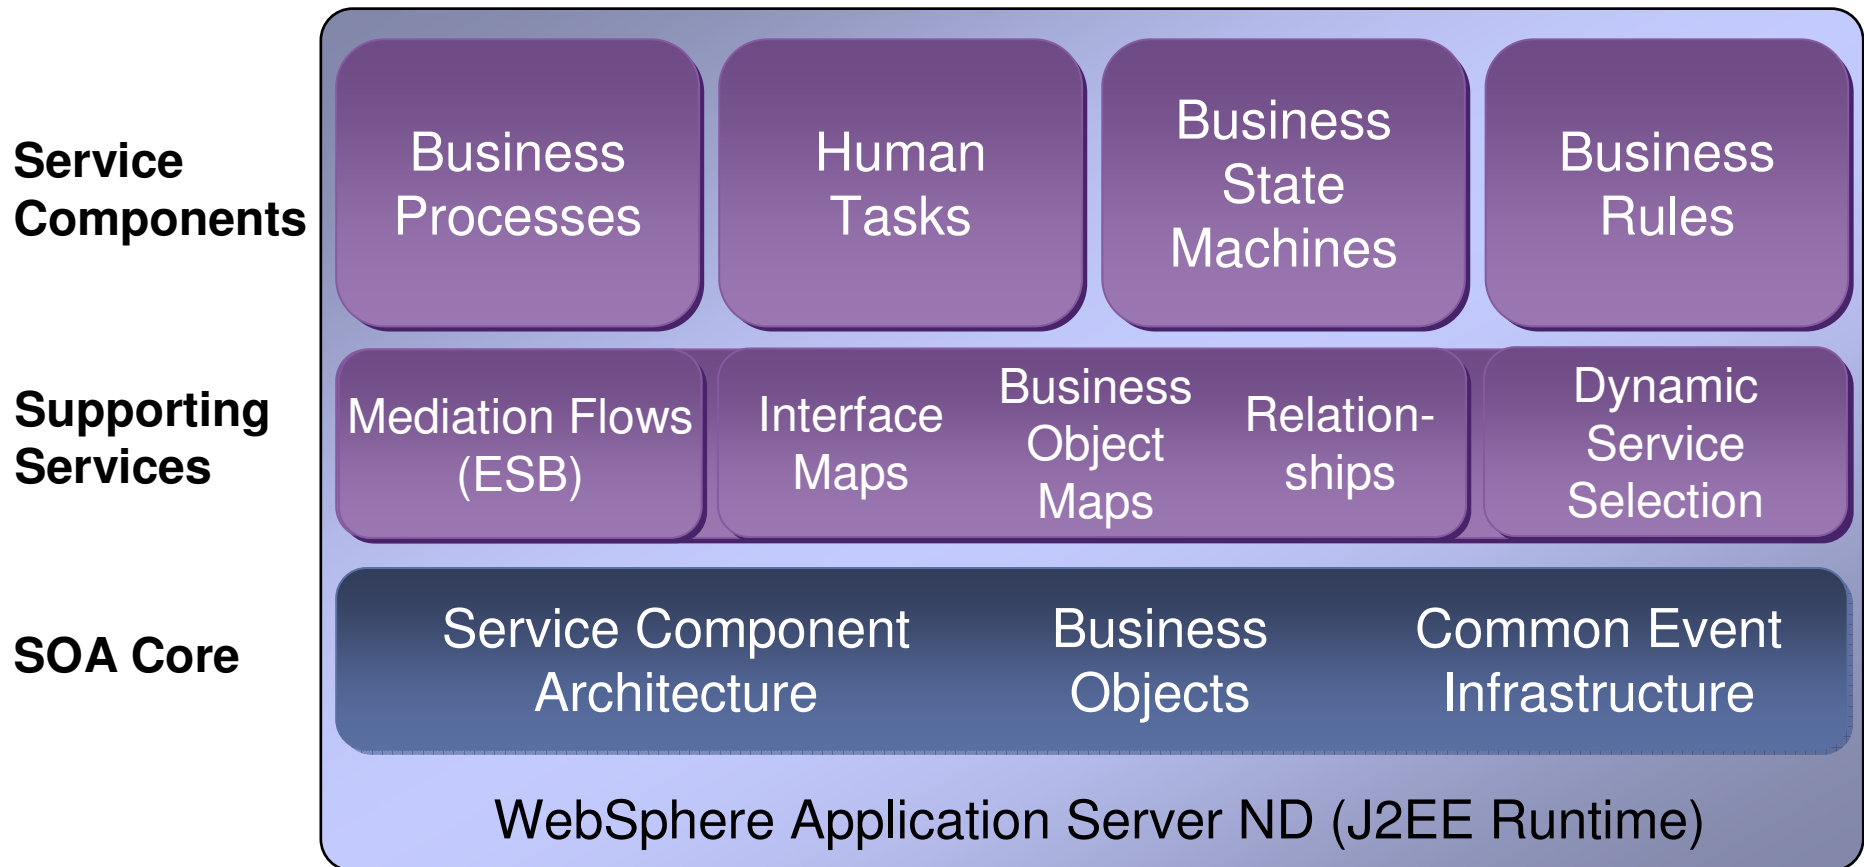 Service
Components
Business
Processes
Human
Tasks
Business
State
Machines
Business
Rules
Supporting
Services
Mediation Flows
(ESB)
Interface
Maps
Business
Object
Maps
Relation-
ships
Dynamic
Service
Selection
SOA Core
Service Component
Architecture
Business
Objects
Common Event
Infrastructure
WebSphere Application Server ND (J2EE Runtime)